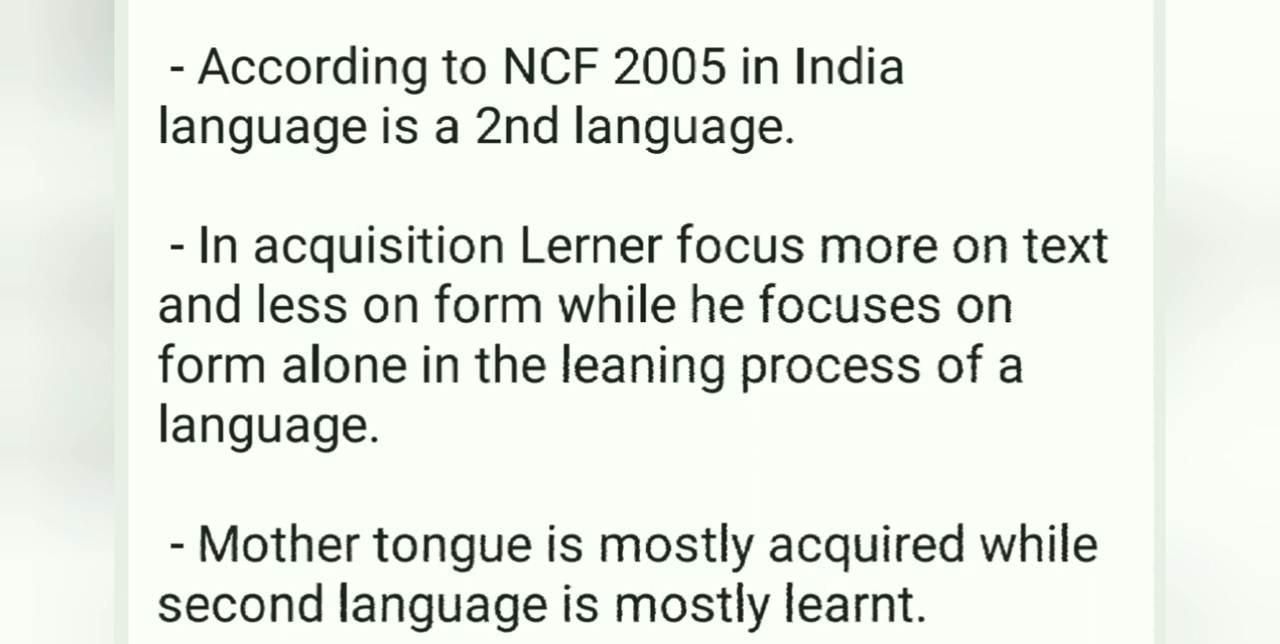 - According to NCF 2005 in India
language is a 2nd language.
- In acquisition Lerner focus more on text
and less on form while he focuses on
form alone in the leaning process of a
language.
- Mother tongue is mostly acquired while
second language is mostly learnt.